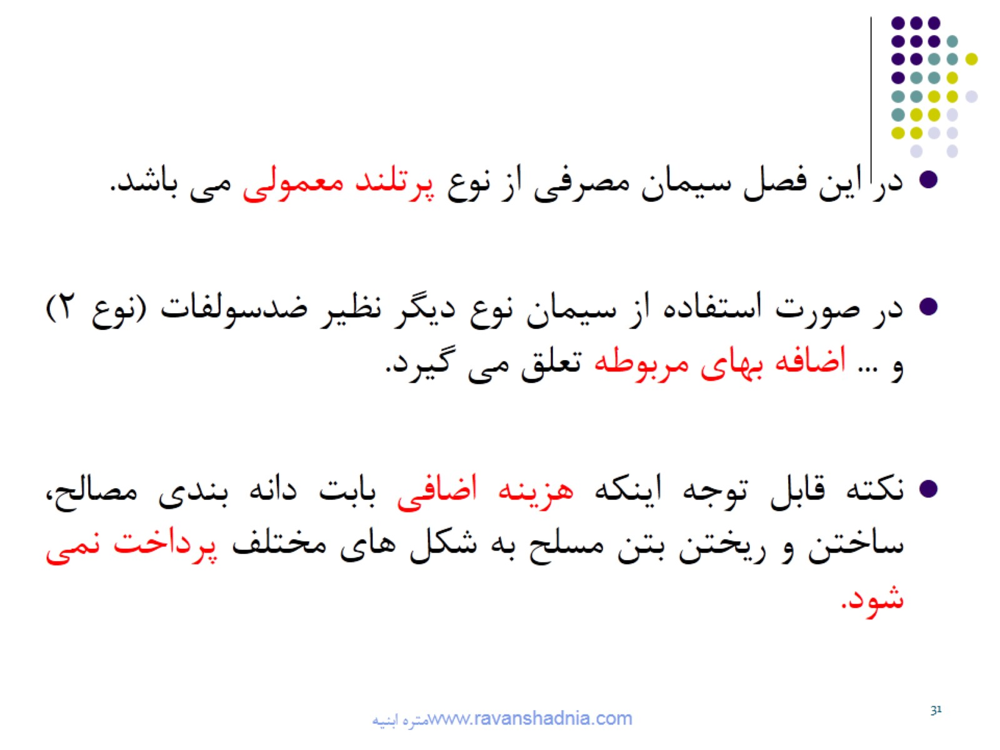 در این فصل سیمان مصرفی از نوع پرتلند معمولی می باشد.
در صورت استفاده از سیمان نوع دیگر نظیر ضدسولفات (نوع ۲)
و ... اضافه بهای مربوطه تعلق می گیرد.
نکته قابل توجه اینکه هزینه اضافی بابت دانه بندی مصالح،
ساختن و ریختن بتن مسلح به شکل های مختلف پرداخت نمی
شود.
متره ابنیهwww.ravanshadnia.com
31